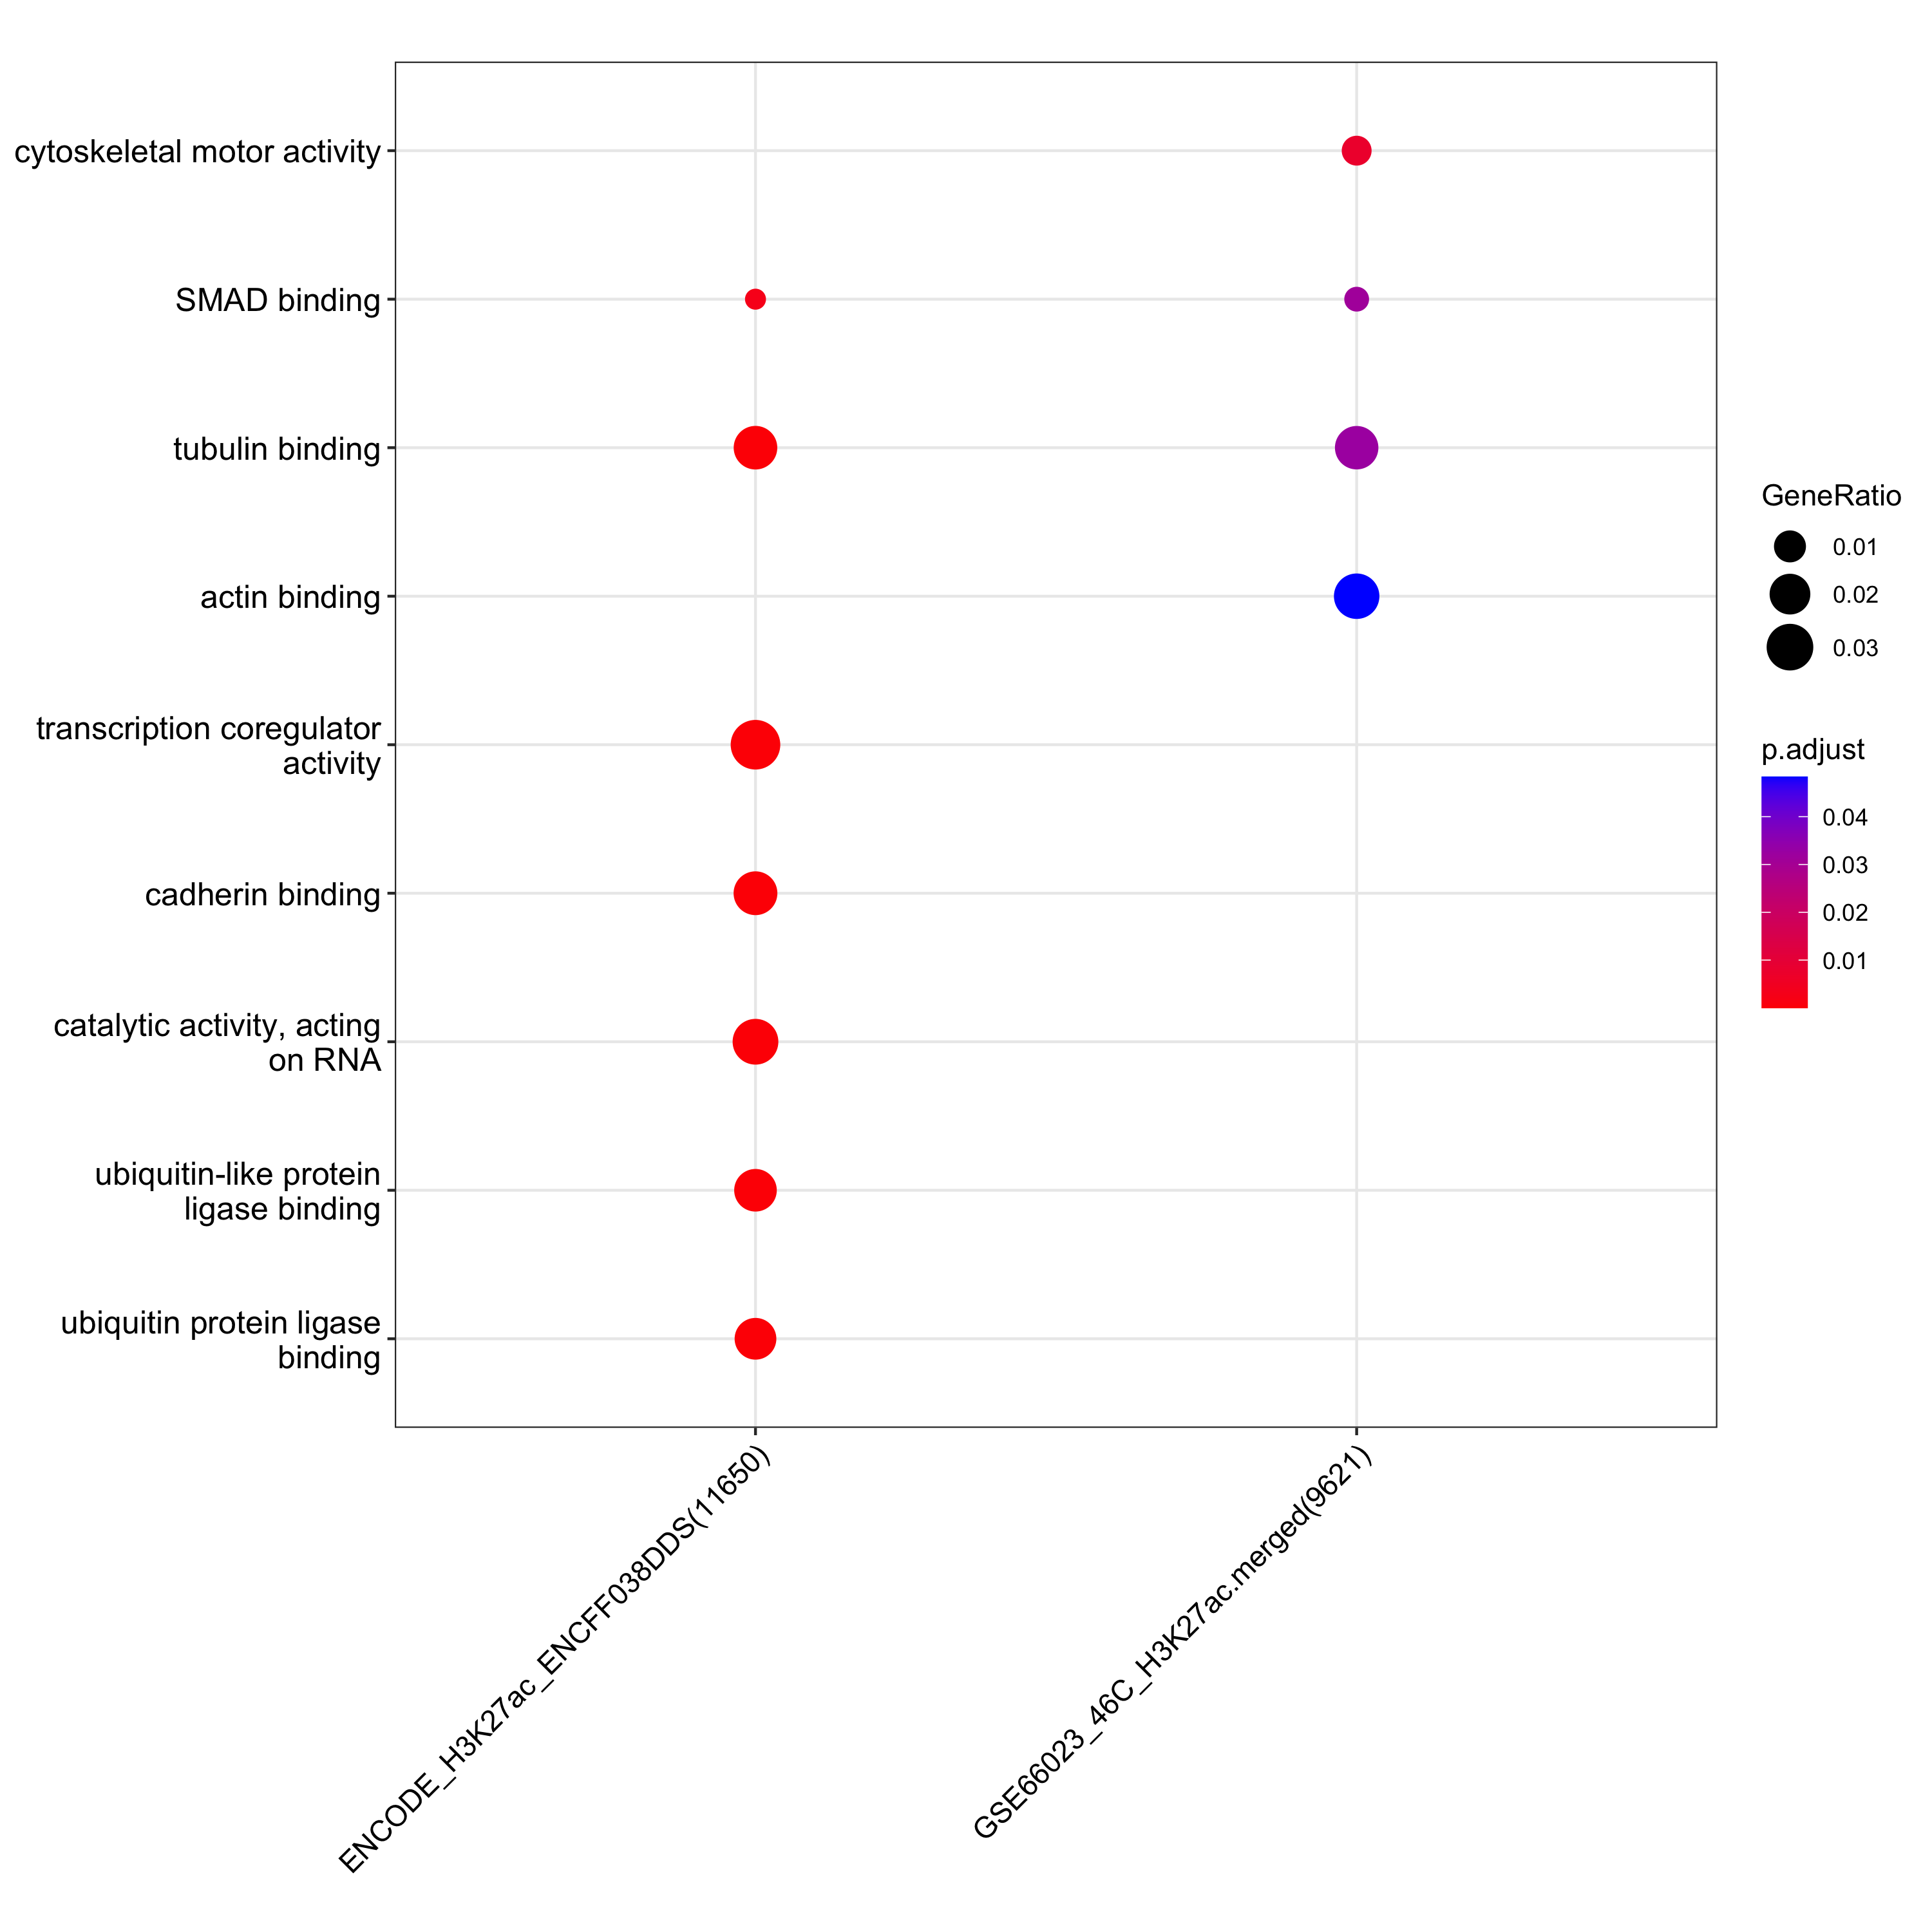 cytoskeletal motor activity
SMAD binding
tubulin binding
actin binding
transcription coregulator
activity
cadherin binding
catalytic activity, acting
on RNA
ubiquitin-like protein
ligase binding
ubiquitin protein ligase
binding
ENCODE_H3K27ac_ENCFF038DDS(11650)
GSE66023_46C_H3K27ac.merged(9621)
GeneRatio
0.01
0.02
0.03
p.adjust
0.04
0.03
0.02
0.01